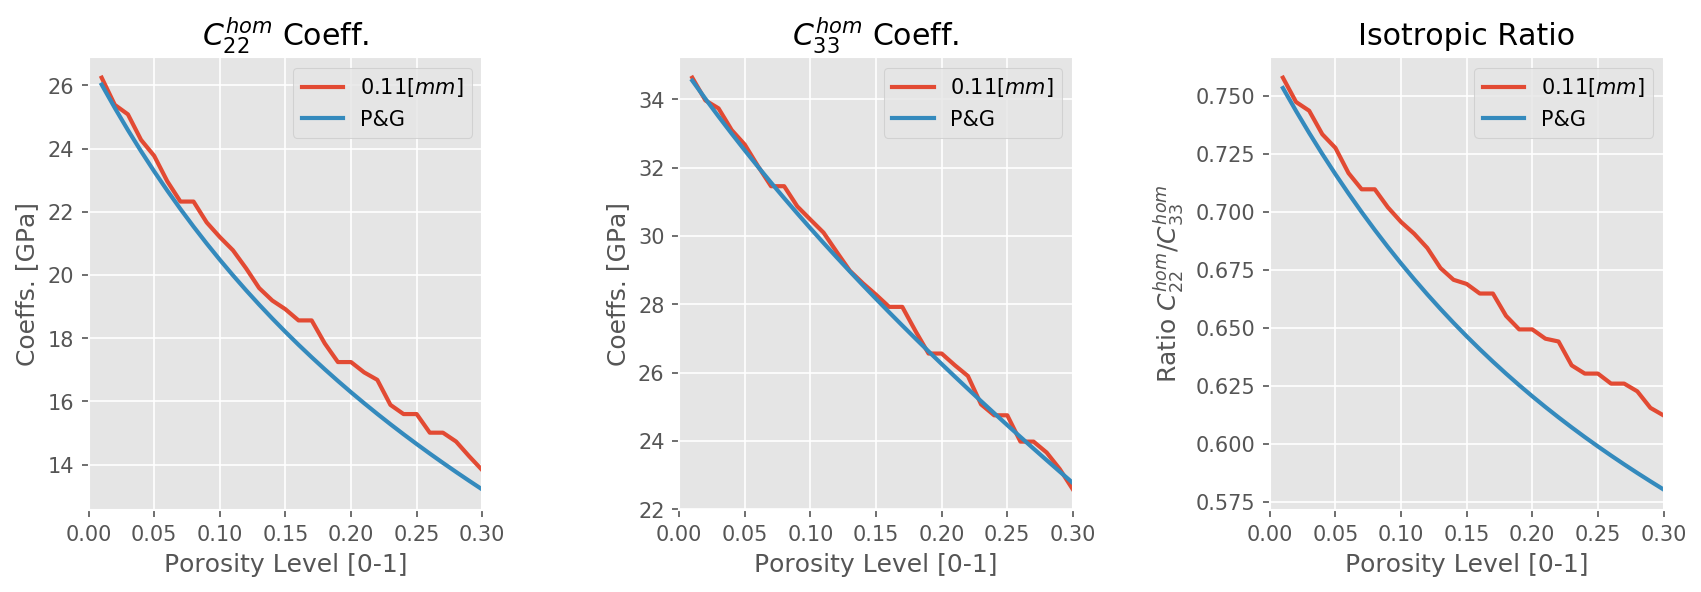 C_{22}^{hom} Coeff.
26
24
22
20
18
16
14
0.00 0.05 0.10 0.15 0.20 0.25 0.30
Coeffs. [GPa]
Porosity Level [0-1]
0.11[mm]
P&G
C_{33}^{hom} Coeff.
34
32
30
28
26
24
22
0.00 0.05 0.10 0.15 0.20 0.25 0.30
Coeffs. [GPa]
Porosity Level [0-1]
0.11[mm]
P&G
Isotropic Ratio
0.750
0.725
0.700
0.675
0.650
0.625
0.600
0.575
0.00 0.05 0.10 0.15 0.20 0.25 0.30
Ratio C_{22}^{hom}/C_{33}^{hom}
Porosity Level [0-1]
0.11[mm]
P&G